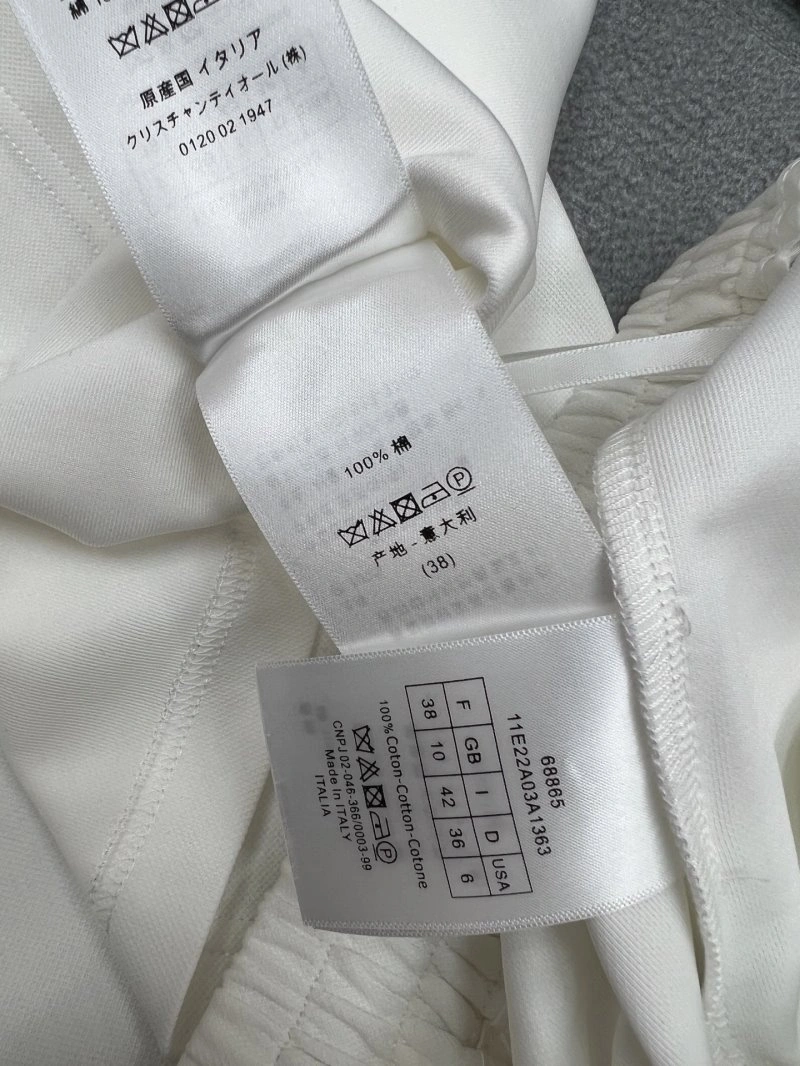 原産国 イタリア
クリスチャンディオール(株)
0120 02 1947
100% 棉
产地 - 意大利
(38)
68865
11E22A03A1363
F GB I D USA
38 10 42 36 6
100% Coton-Cotton-Cotone
CNPJ 02-046-366/0003-99
Made In ITALY
ITALIA